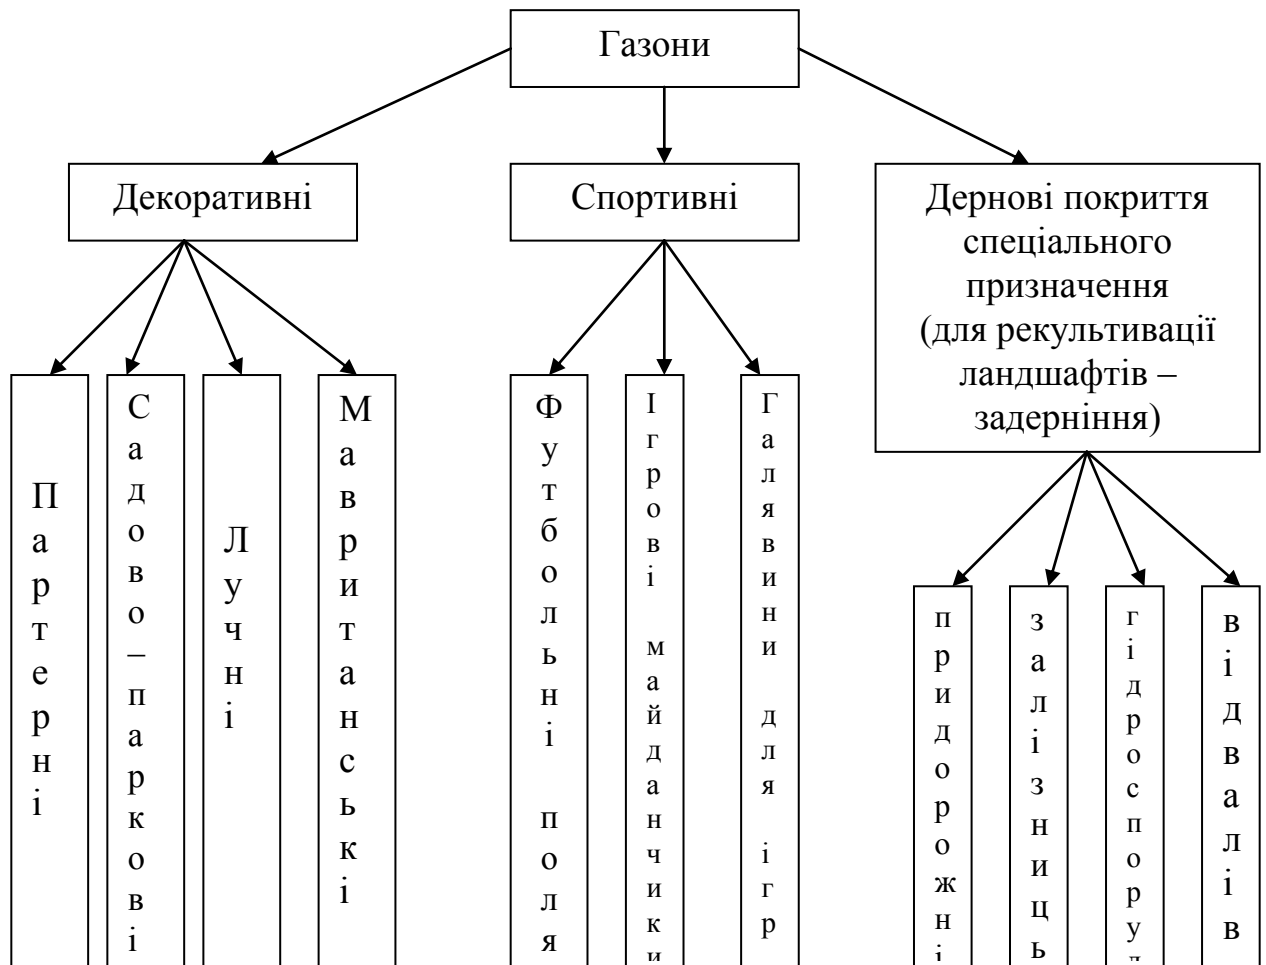 Газони
Декоративні
Спортивні
Дернові покриття
спеціального
призначення
(для рекультивації
ландшафтів –
задерніння)
Партерні
Садово–паркові
Лучні
Мавританські
Футбольні поля
Ігрові майданчики
Галявини для ігр
придорожні
залізниць
відвалів